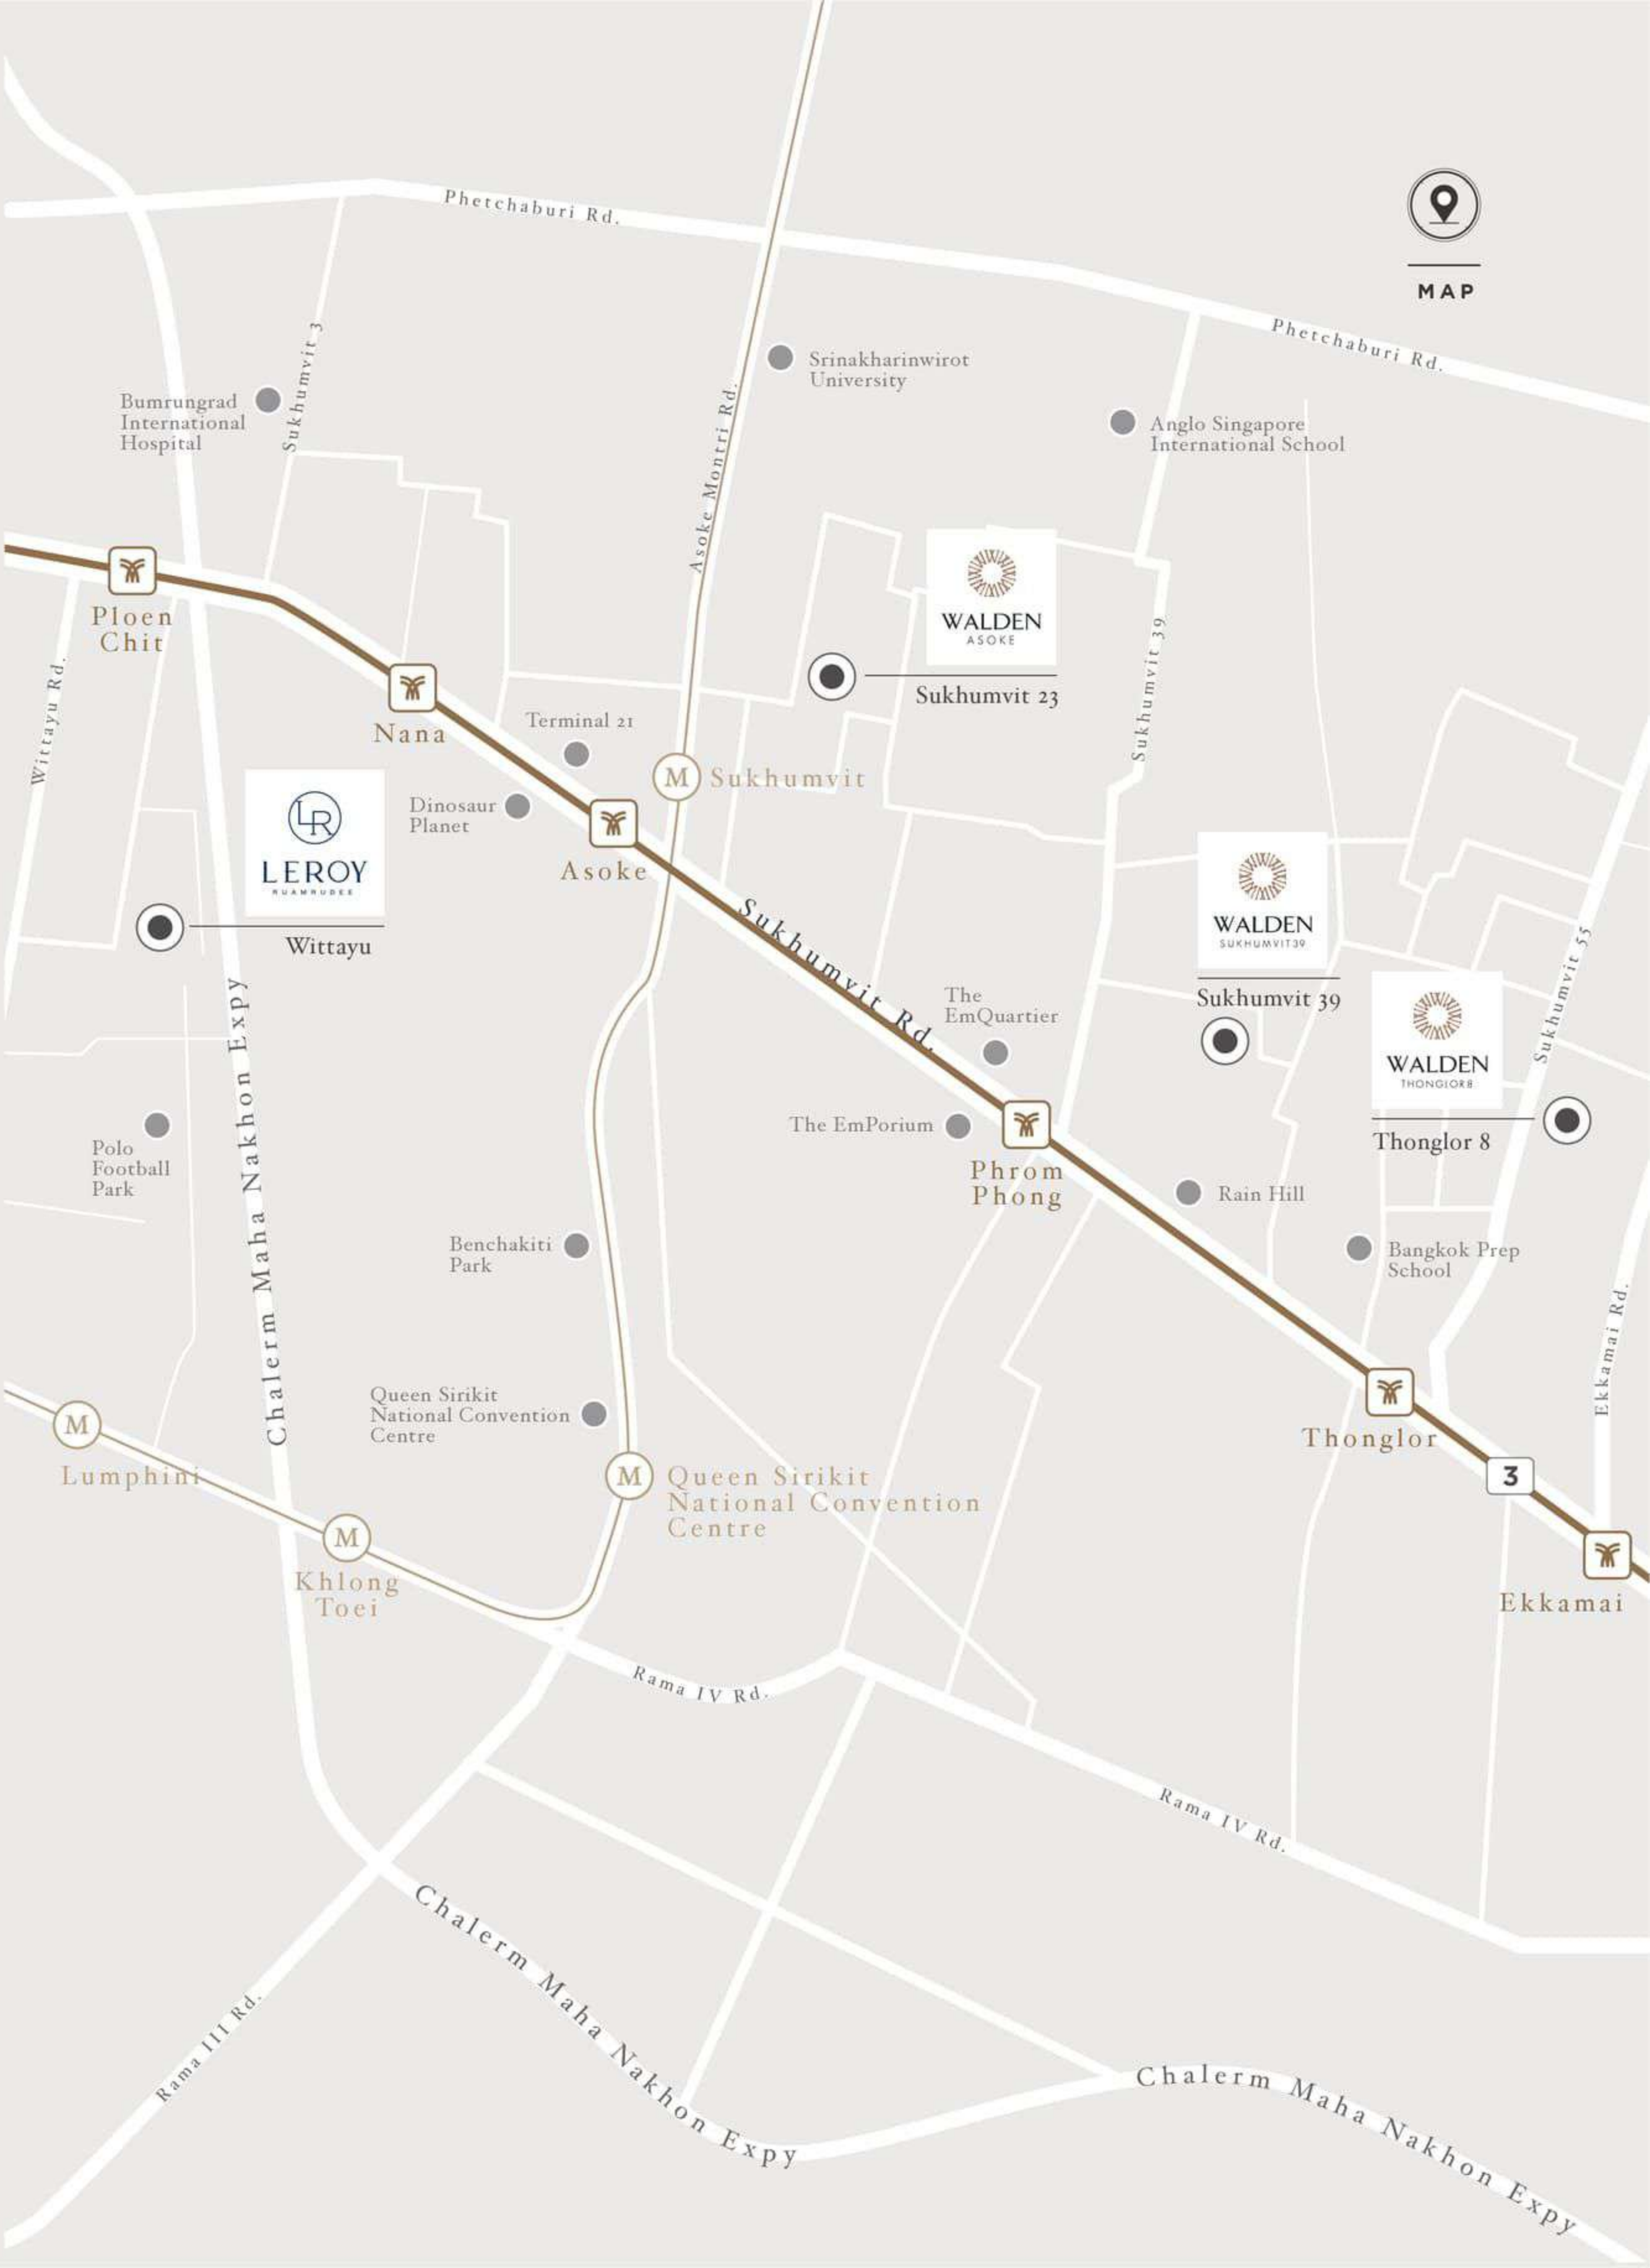 Phetchaburi Rd.
MAP
Phetchaburi Rd.
Sukhumvit 3
Srinakharinwirot
University
Asoke Montri Rd.
Bumrungrad
International
Hospital
Anglo Singapore
International School
WALDEN
ASOKE
Sukhumvit 23
Ploen
Chit
Sukhumvit 39
Wittayu Rd.
Nana
Terminal 21
M Sukhumvit
LR
LEROY
RUAMRUDEE
Wittayu
Dinosaur
Planet
Asoke
WALDEN
SUKHUMVIT39
Sukhumvit 39
Sukhumvit Rd.
Sukhumvit 55
The
EmQuartier
WALDEN
THONGLOR8
Thonglor 8
Chalerm Maha Nakhon Expy
Polo
Football
Park
The EmPorium
Phrom
Phong
Rain Hill
Benchakiti
Park
Bangkok Prep
School
Ekkamai Rd.
Queen Sirikit
National Convention
Centre
M
Lumphini
Thonglor
M Queen Sirikit
National Convention
Centre
3
M
Khlong
Toei
Ekkamai
Rama IV Rd.
Rama IV Rd.
Chalerm Maha Nakhon Expy
Rama III Rd.
Chalerm Maha Nakhon Expy